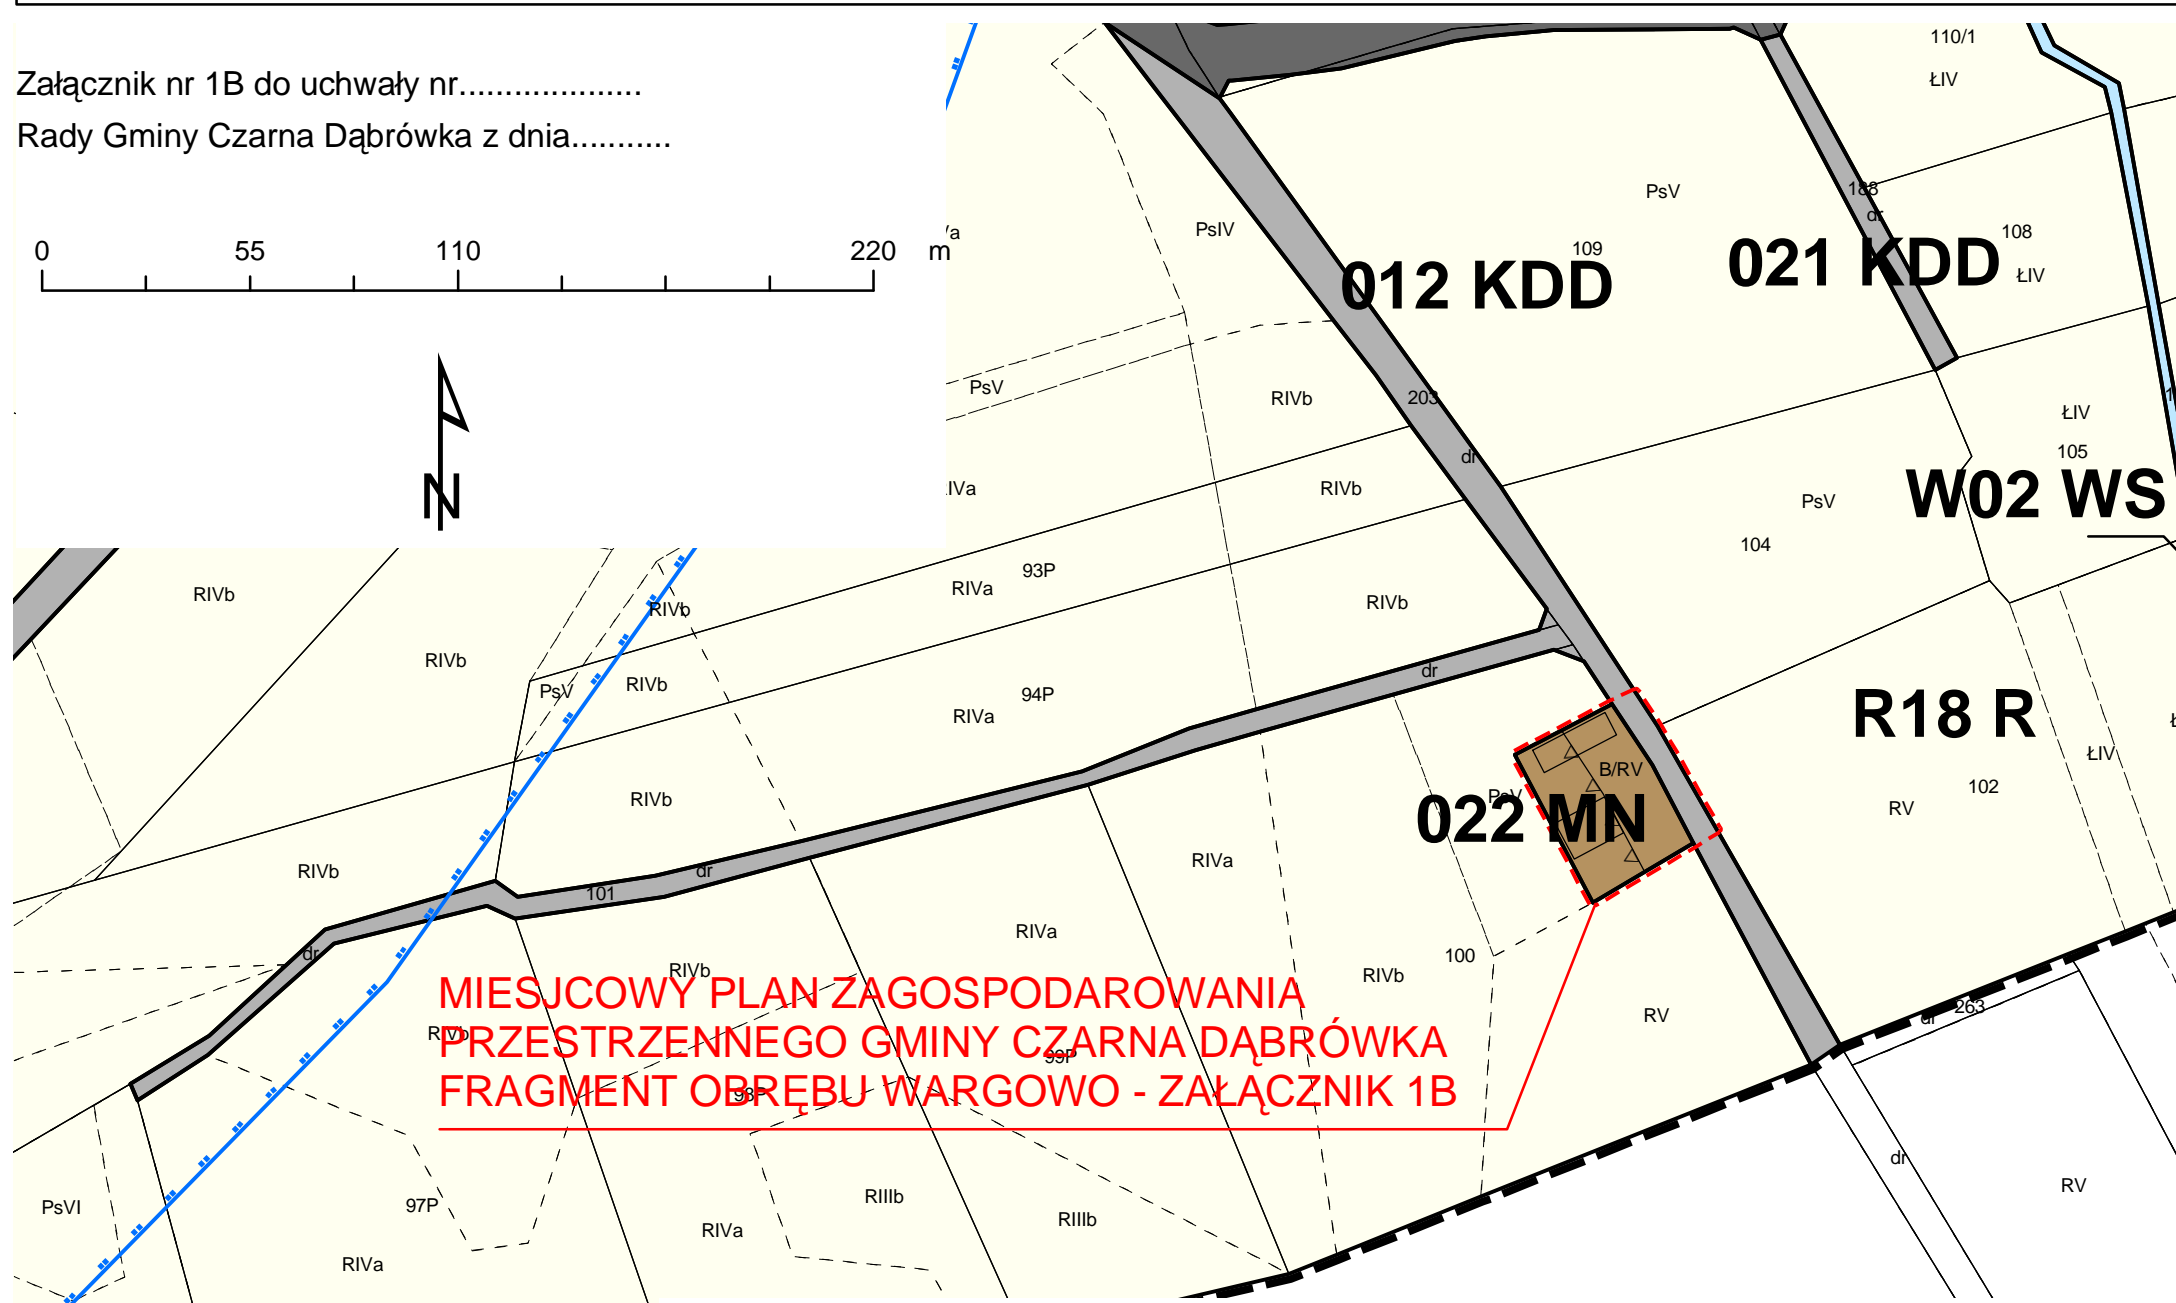 Załącznik nr 1B do uchwały nr....................
Rady Gminy Czarna Dąbrówka z dnia...........
0 55 110 220 m
N
110/1
ŁIV
PsV
188
dr
PsIV
109
108
012 KDD
021 KDD
ŁIV
PsV
RIVb
203
ŁIV
dr
105
IVa
RIVb
PsV
W02 WS
104
93P
RIVa
RIVb
RIVb
RIVb
RIVb
dr
PsV
RIVb
94P
RIVa
R18 R
ŁIV
B/RV
102
RIVb
PsV
RV
022 MN
RIVa
RIVb
dr
101
RIVa
dr
100
RIVb
RIVb
MIESJCOWY PLAN ZAGOSPODAROWANIA
RV
263
dr
RIVb
PRZESTRZENNEGO GMINY CZARNA DĄBRÓWKA
99P
FRAGMENT OBRĘBU WARGOWO - ZAŁĄCZNIK 1B
98P
dr
RV
PsVI
97P
RIIIb
RIVa
RIIIb
RIVa